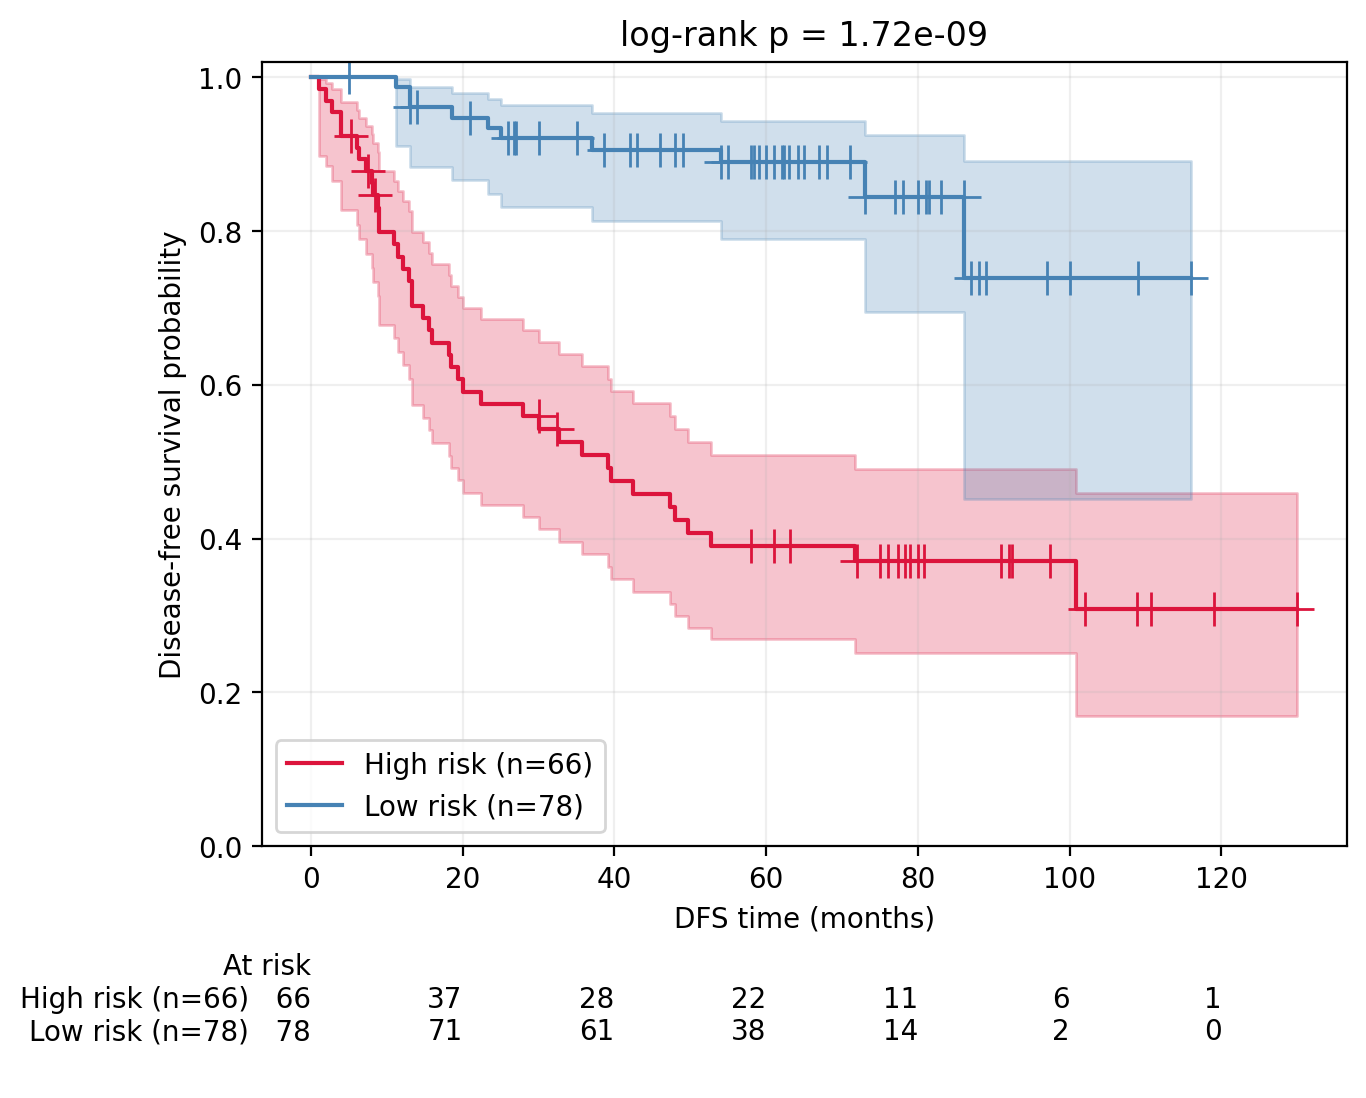 log-rank p = 1.72e-09
Disease-free survival probability
1.0
0.8
0.6
0.4
0.2
0.0
High risk (n=66)
Low risk (n=78)
0 20 40 60 80 100 120
DFS time (months)
At risk
High risk (n=66) 66 37 28 22 11 6 1
Low risk (n=78) 78 71 61 38 14 2 0